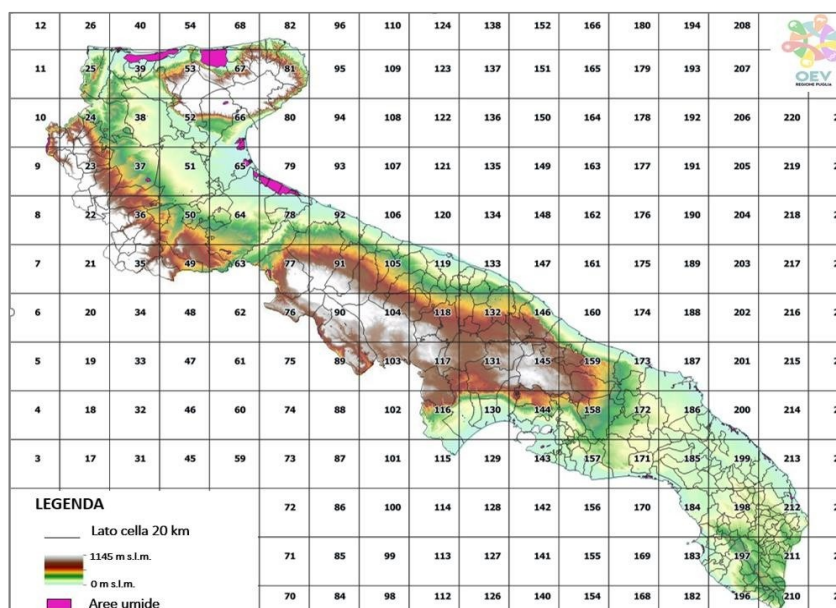 12 26 40 54 68 82 96 110 124 138 152 166 180 194 208
11 25 39 53 67 81 95 109 123 137 151 165 179 193 207
OEV
REGIONE PUGLIA
10 24 38 52 66 80 94 108 122 136 150 164 178 192 206 220
9 23 37 51 65 79 93 107 121 135 149 163 177 191 205 219
8 22 36 50 64 78 92 106 120 134 148 162 176 190 204 218
7 21 35 49 63 77 91 105 119 133 147 161 175 189 203 217
6 20 34 48 62 76 90 104 118 132 146 160 174 188 202 216
5 19 33 47 61 75 89 103 117 131 145 159 173 187 201 215
4 18 32 46 60 74 88 102 116 130 144 158 172 186 200 214
3 17 31 45 59 73 87 101 115 129 143 157 171 185 199 213
72 86 100 114 128 142 156 170 184 198 212
71 85 99 113 127 141 155 169 183 197 211
70 84 98 112 126 140 154 168 182 196 210
LEGENDA
Lato cella 20 km
1145 m s.l.m.
0 m s.l.m.
Aree umide